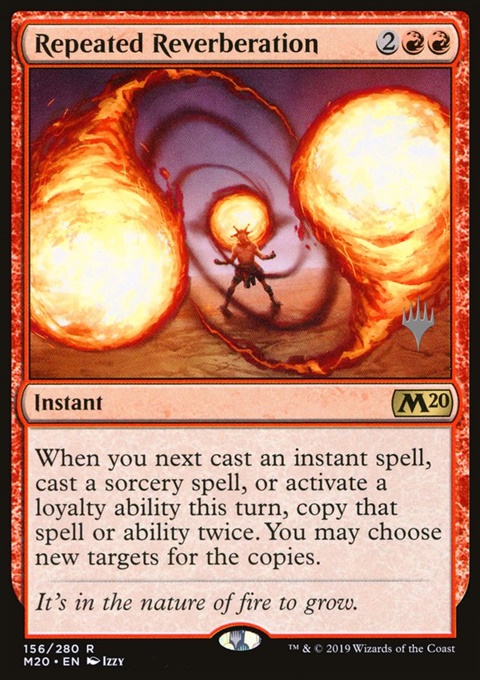 Repeated Reverberation 2
Instant M20
When you next cast an instant spell,
cast a sorcery spell, or activate a
loyalty ability this turn, copy that
spell or ability twice. You may choose
new targets for the copies.
It's in the nature of fire to grow.
156/280 R
M20 • EN Izzy ™ & © 2019 Wizards of the Coast